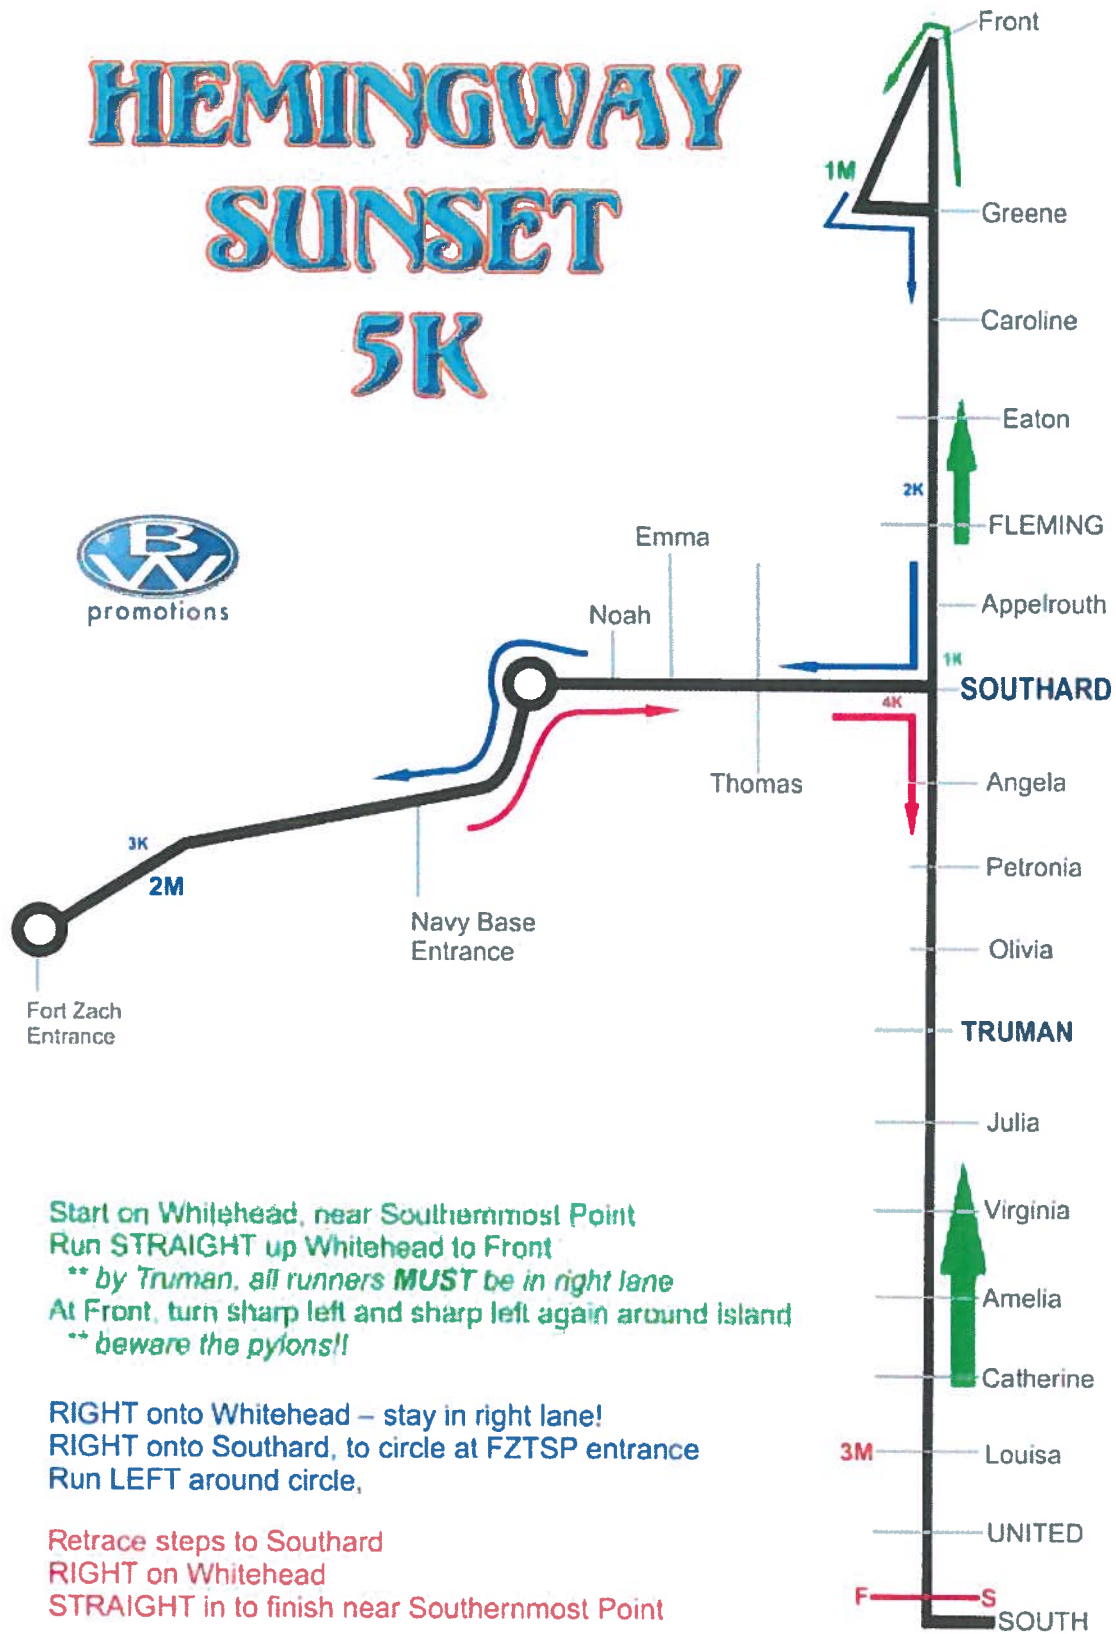 HEMINGWAY
SUNSET
5K
Front
1M
Greene
Caroline
Eaton
2K
FLEMING
Emma
Appelrouth
Noah
BW
promotions
1K
SOUTHARD
4K
Thomas
Angela
3K
2M
Petronia
Navy Base
Entrance
Olivia
Fort Zach
Entrance
TRUMAN
Julia
Virginia
Amelia
Catherine
3M
Louisa
UNITED
F
S
SOUTH
Start on Whitehead, near Southernmost Point
Run STRAIGHT up Whitehead to Front
** by Truman, all runners MUST be in right lane
At Front, turn sharp left and sharp left again around island
** beware the pylons!!
RIGHT onto Whitehead – stay in right lane!
RIGHT onto Southard, to circle at FZTSP entrance
Run LEFT around circle,
Retrace steps to Southard
RIGHT on Whitehead
STRAIGHT in to finish near Southernmost Point